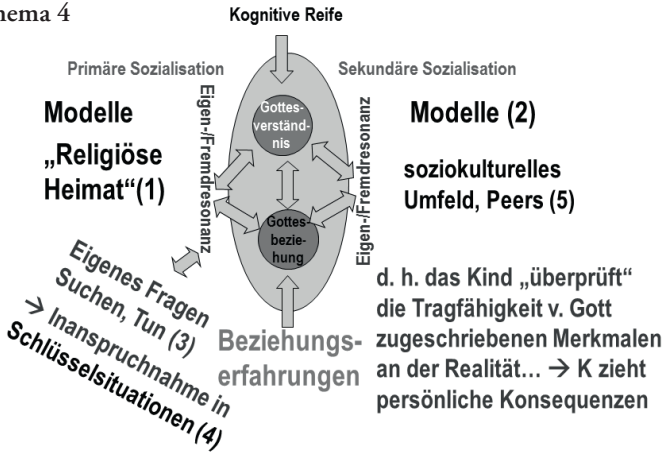 nema 4
Kognitive Reife
Primäre Sozialisation
Sekundäre Sozialisation
Modelle
„Religiöse
Heimat“(1)
Eigen-/Fremdresonanz
Gottes-
verständ-
nis
Gottes-
bezie-
hung
Eigen-/Fremdresonanz
Modelle (2)
soziokulturelles
Umfeld, Peers (5)
Eigenes Fragen
Suchen, Tun (3)
→ Inanspruchnahme in
Schlüsselsituationen (4)
Beziehungs-
erfahrungen
d. h. das Kind „überprüft“
die Tragfähigkeit v. Gott
zugeschriebenen Merkmalen
an der Realität… → K zieht
persönliche Konsequenzen